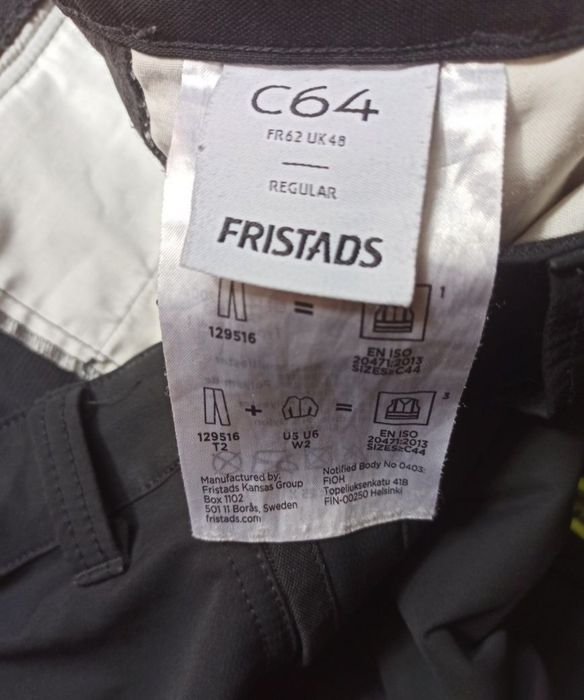 C64
FR62 UK48
REGULAR
FRISTADS
=
1
129516
EN ISO
20471:2013
SIZES≥C44
+
=
3
129516
T2
U5 U6
W2
EN ISO
20471:2013
SIZES≥C44
Manufactured by:
Fristads Kansas Group
Box 1102
501 11 Borås, Sweden
fristads.com
Notified Body No 0403:
FIOH
Topeliuksenkatu 41B
FIN-00250 Helsinki